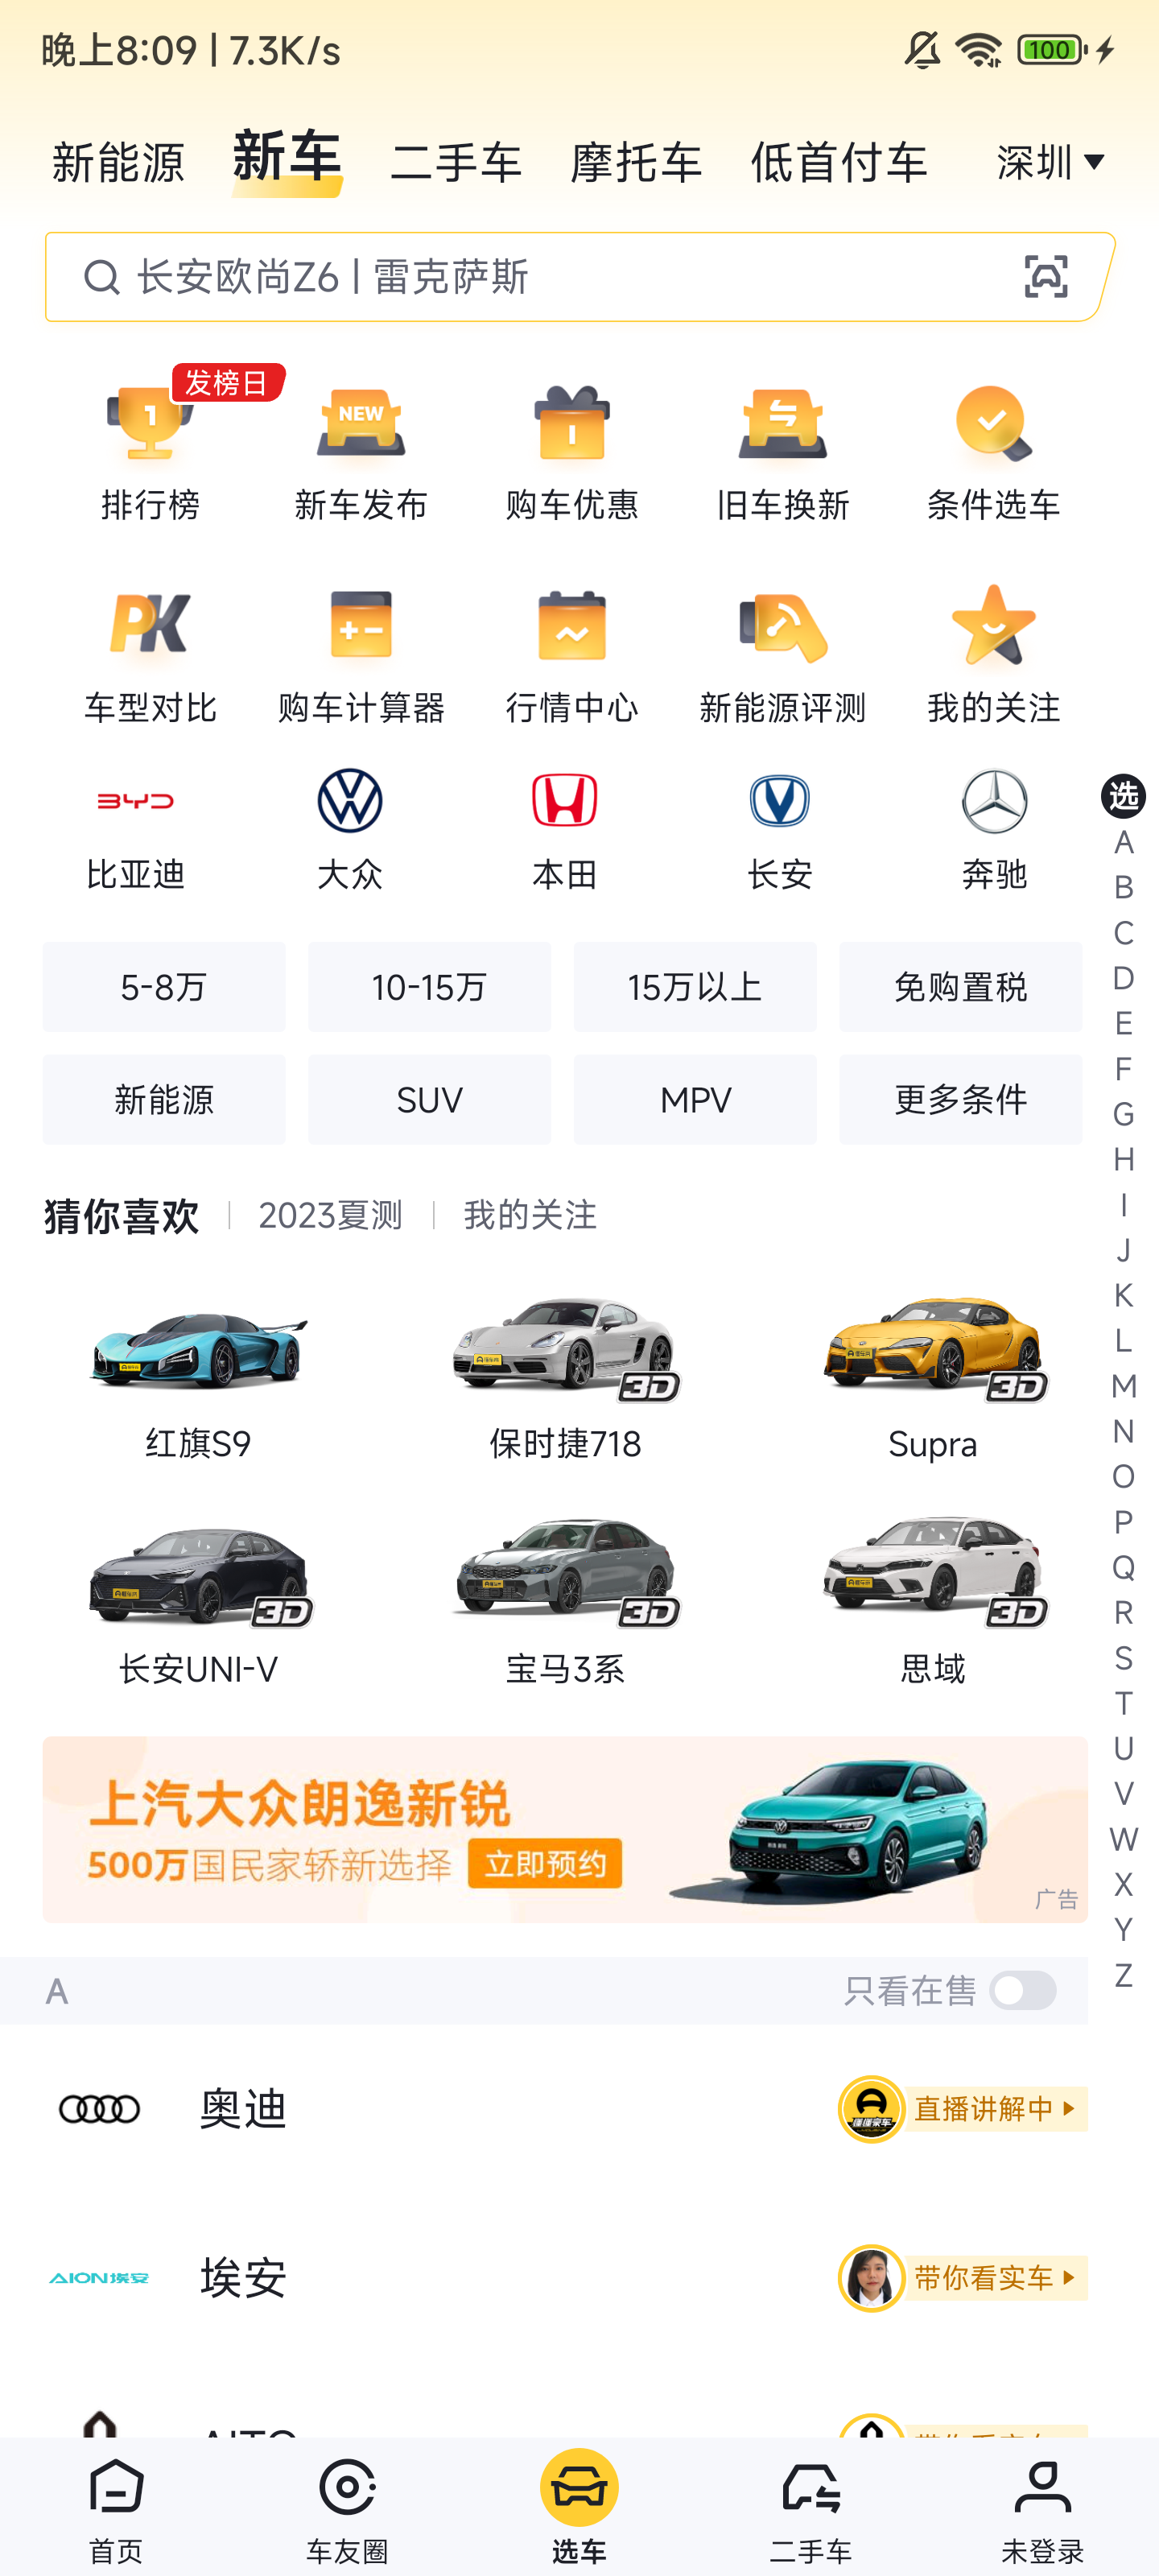 晚上8:09 | 7.3K/s
100
新能源 新车 二手车 摩托车 低首付车 深圳
长安欧尚Z6 | 雷克萨斯
发榜日
1 NEW
排行榜 新车发布 购车优惠 旧车换新 条件选车
PK
车型对比 购车计算器 行情中心 新能源评测 我的关注
BYD
比亚迪 大众 本田 长安 奔驰
选
A
B
C
D
E
F
G
H
I
J
K
L
M
N
O
P
Q
R
S
T
U
V
W
X
Y
Z
5-8万 10-15万 15万以上 免购置税
新能源 SUV MPV 更多条件
猜你喜欢 2023夏测 我的关注
3D 3D
红旗S9 保时捷718 Supra
3D 3D 3D
长安UNI-V 宝马3系 思域
上汽大众朗逸新锐
500万国民家轿新选择 立即预约
广告
A 只看在售
奥迪 懂懂豪车 直播讲解中
AION埃安 埃安 带你看实车
首页 车友圈 选车 二手车 未登录